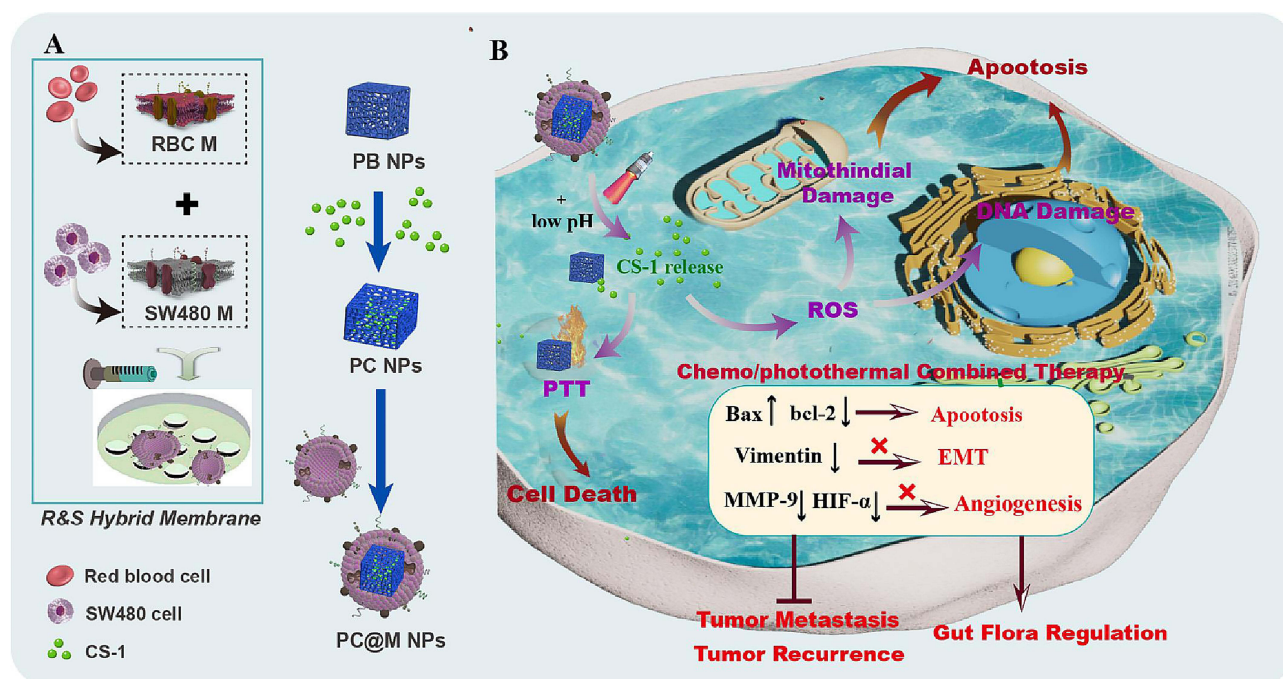 A
RBC M
+
SW480 M
R&S Hybrid Membrane
Red blood cell
SW480 cell
CS-1
PB NPs
PC NPs
PC@M NPs
B
+
low pH
CS-1 release
PTT
Cell Death
ROS
Mitothindial
Damage
DNA Damage
Apootosis
Chemo/photothermal Combined Therapy
Bax ↑ bcl-2 ↓ Apootosis
Vimentin ↓ × EMT
MMP-9 ↓ HIF-α ↓ × Angiogenesis
Tumor Metastasis
Tumor Recurrence
Gut Flora Regulation